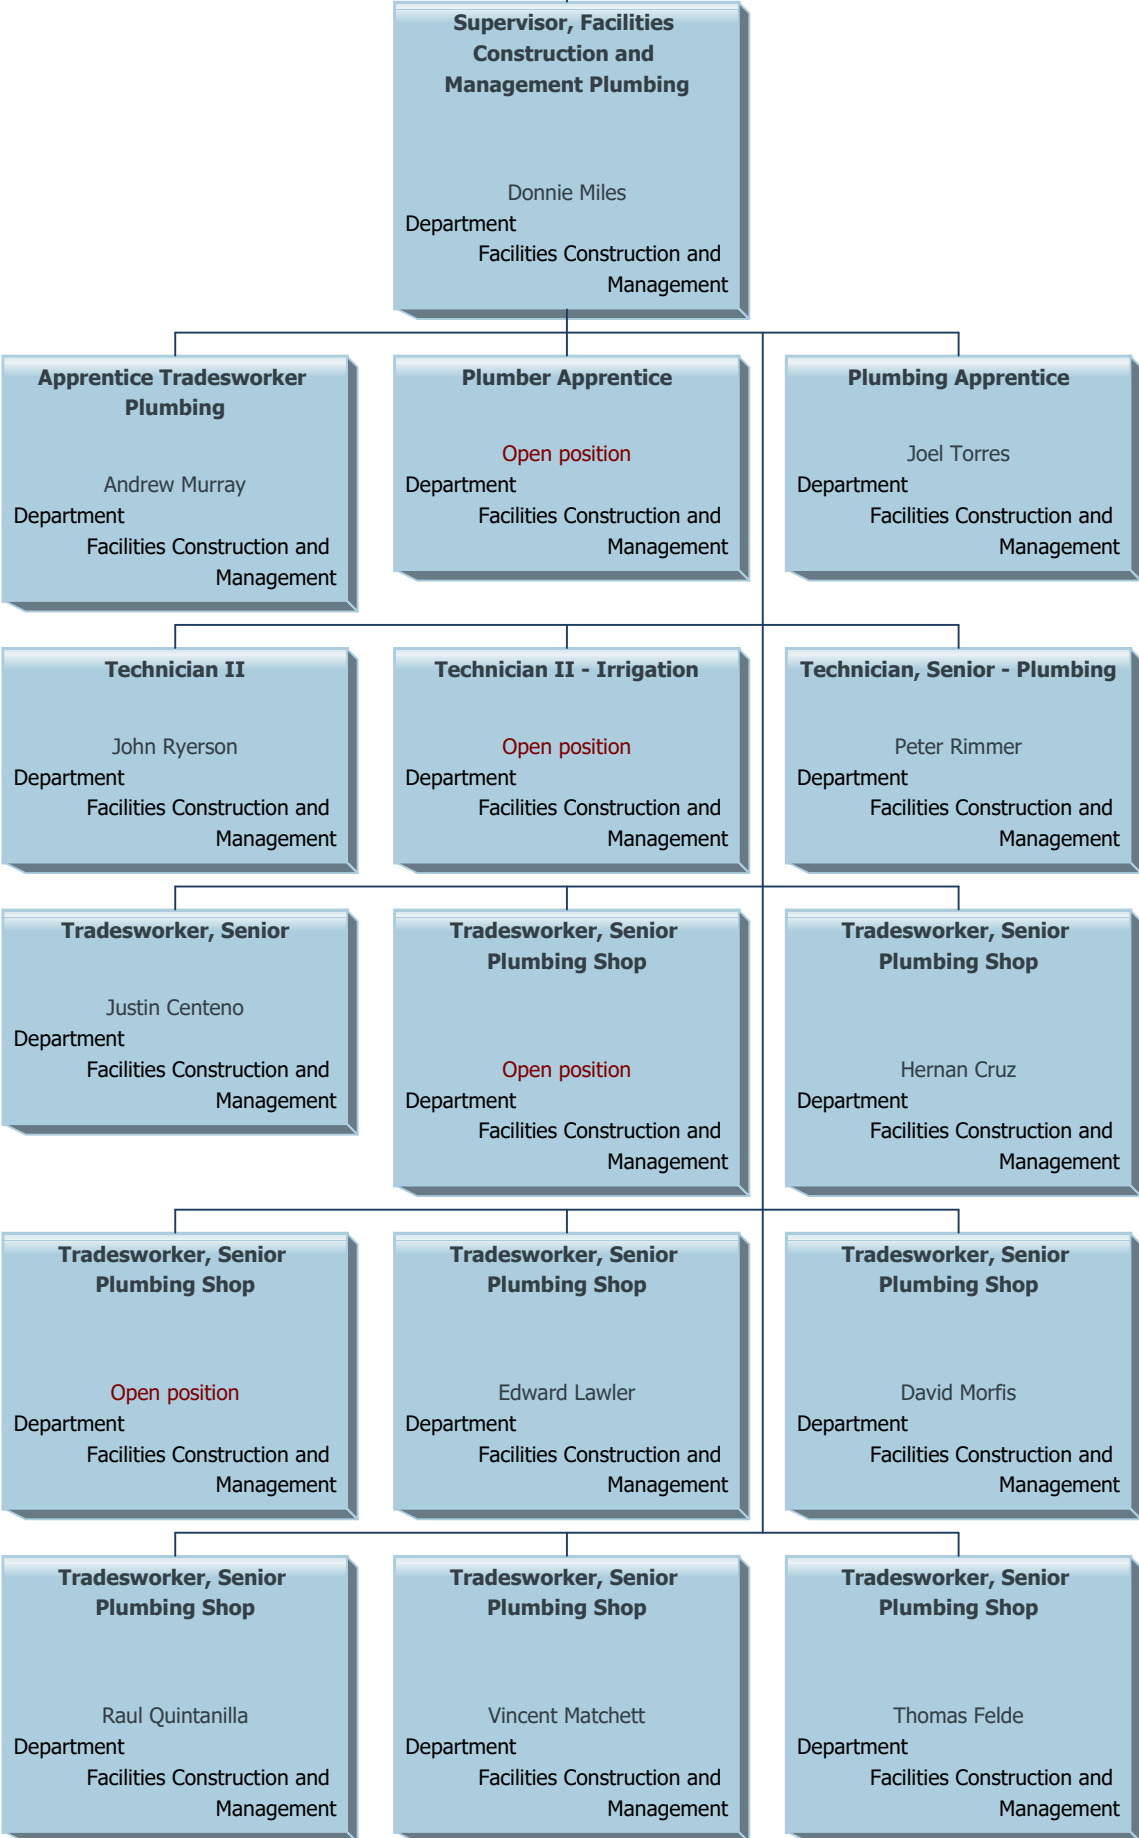 Supervisor, Facilities
Construction and
Management Plumbing
Donnie Miles
Department
Facilities Construction and
Management
Apprentice Tradesworker
Plumbing
Andrew Murray
Department
Facilities Construction and
Management
Plumber Apprentice
Open position
Department
Facilities Construction and
Management
Plumbing Apprentice
Joel Torres
Department
Facilities Construction and
Management
Technician II
John Ryerson
Department
Facilities Construction and
Management
Technician II - Irrigation
Open position
Department
Facilities Construction and
Management
Technician, Senior - Plumbing
Peter Rimmer
Department
Facilities Construction and
Management
Tradesworker, Senior
Justin Centeno
Department
Facilities Construction and
Management
Tradesworker, Senior
Plumbing Shop
Open position
Department
Facilities Construction and
Management
Tradesworker, Senior
Plumbing Shop
Hernan Cruz
Department
Facilities Construction and
Management
Tradesworker, Senior
Plumbing Shop
Open position
Department
Facilities Construction and
Management
Tradesworker, Senior
Plumbing Shop
Edward Lawler
Department
Facilities Construction and
Management
Tradesworker, Senior
Plumbing Shop
David Morfis
Department
Facilities Construction and
Management
Tradesworker, Senior
Plumbing Shop
Raul Quintanilla
Department
Facilities Construction and
Management
Tradesworker, Senior
Plumbing Shop
Vincent Matchett
Department
Facilities Construction and
Management
Tradesworker, Senior
Plumbing Shop
Thomas Felde
Department
Facilities Construction and
Management